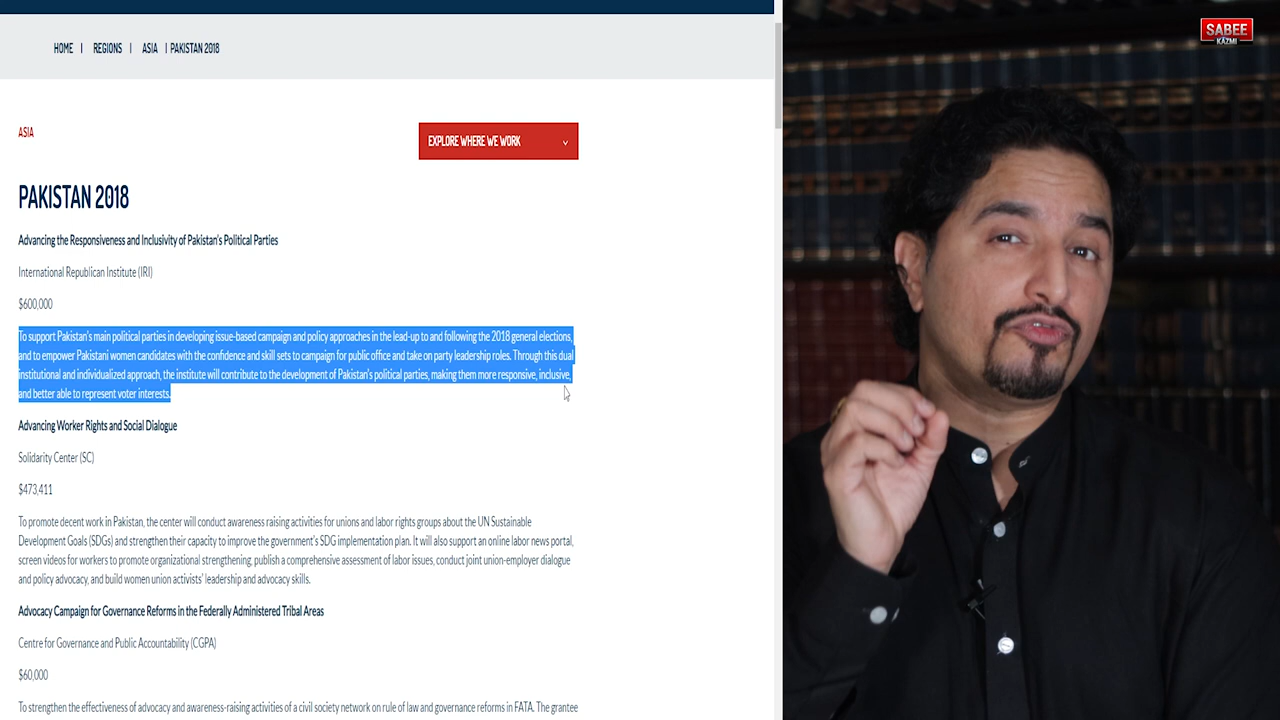 HOME | REGIONS | ASIA | PAKISTAN 2018
ASIA
EXPLORE WHERE WE WORK
PAKISTAN 2018
Advancing the Responsiveness and Inclusivity of Pakistan's Political Parties
International Republican Institute (IRI)
$600,000
To support Pakistan's main political parties in developing issue-based campaign and policy approaches in the lead-up to and following the 2018 general elections,
and to empower Pakistani women candidates with the confidence and skill sets to campaign for public office and take on party leadership roles. Through this dual
institutional and individualized approach, the institute will contribute to the development of Pakistan's political parties, making them more responsive, inclusive,
and better able to represent voter interests.
Advancing Worker Rights and Social Dialogue
Solidarity Center (SC)
$473,411
To promote decent work in Pakistan, the center will conduct awareness raising activities for unions and labor rights groups about the UN Sustainable
Development Goals (SDGs) and strengthen their capacity to improve the government's SDG implementation plan. It will also support an online labor news portal,
screen videos for workers to promote organizational strengthening, publish a comprehensive assessment of labor issues, conduct joint union-employer dialogue
and policy advocacy, and build women union activists' leadership and advocacy skills.
Advocacy Campaign for Governance Reforms in the Federally Administered Tribal Areas
Centre for Governance and Public Accountability (CGPA)
$60,000
To strengthen the effectiveness of advocacy and awareness-raising activities of a civil society network on rule of law and governance reforms in FATA. The grantee
SABEE
KAZMI